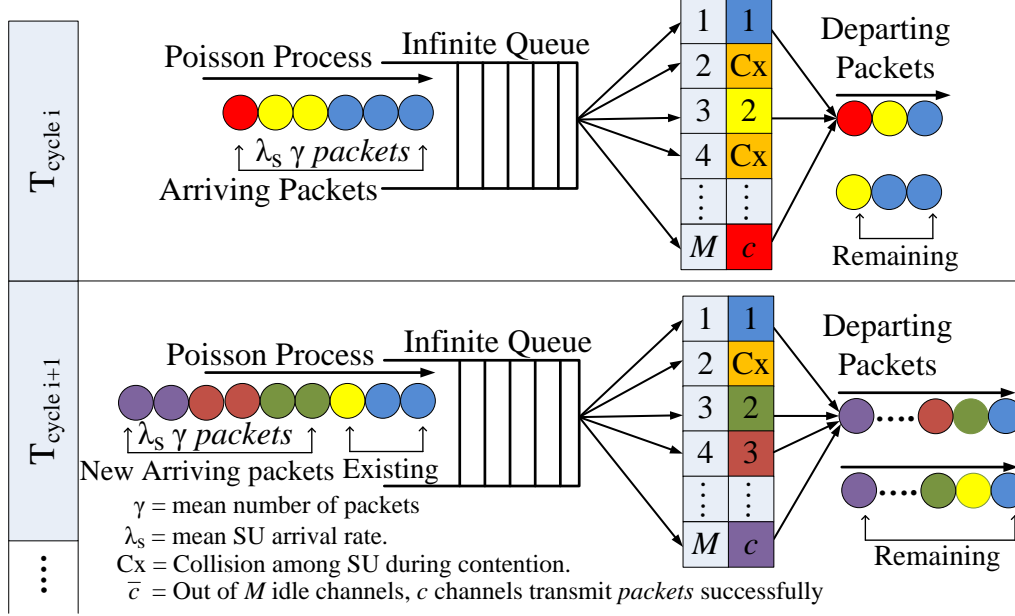 T_cycle i
Poisson Process
λ_s γ packets
Arriving Packets
Infinite Queue
1 1
2 Cx
3 2
4 Cx
⋮ ⋮
M c
Departing
Packets
Remaining
T_cycle i+1
Poisson Process
λ_s γ packets
New Arriving packets
Existing
Infinite Queue
1 1
2 Cx
3 2
4 3
⋮ ⋮
M c
Departing
Packets
Remaining
γ = mean number of packets
λ_s = mean SU arrival rate.
Cx = Collision among SU during contention.
c̅ = Out of M idle channels, c channels transmit packets successfully